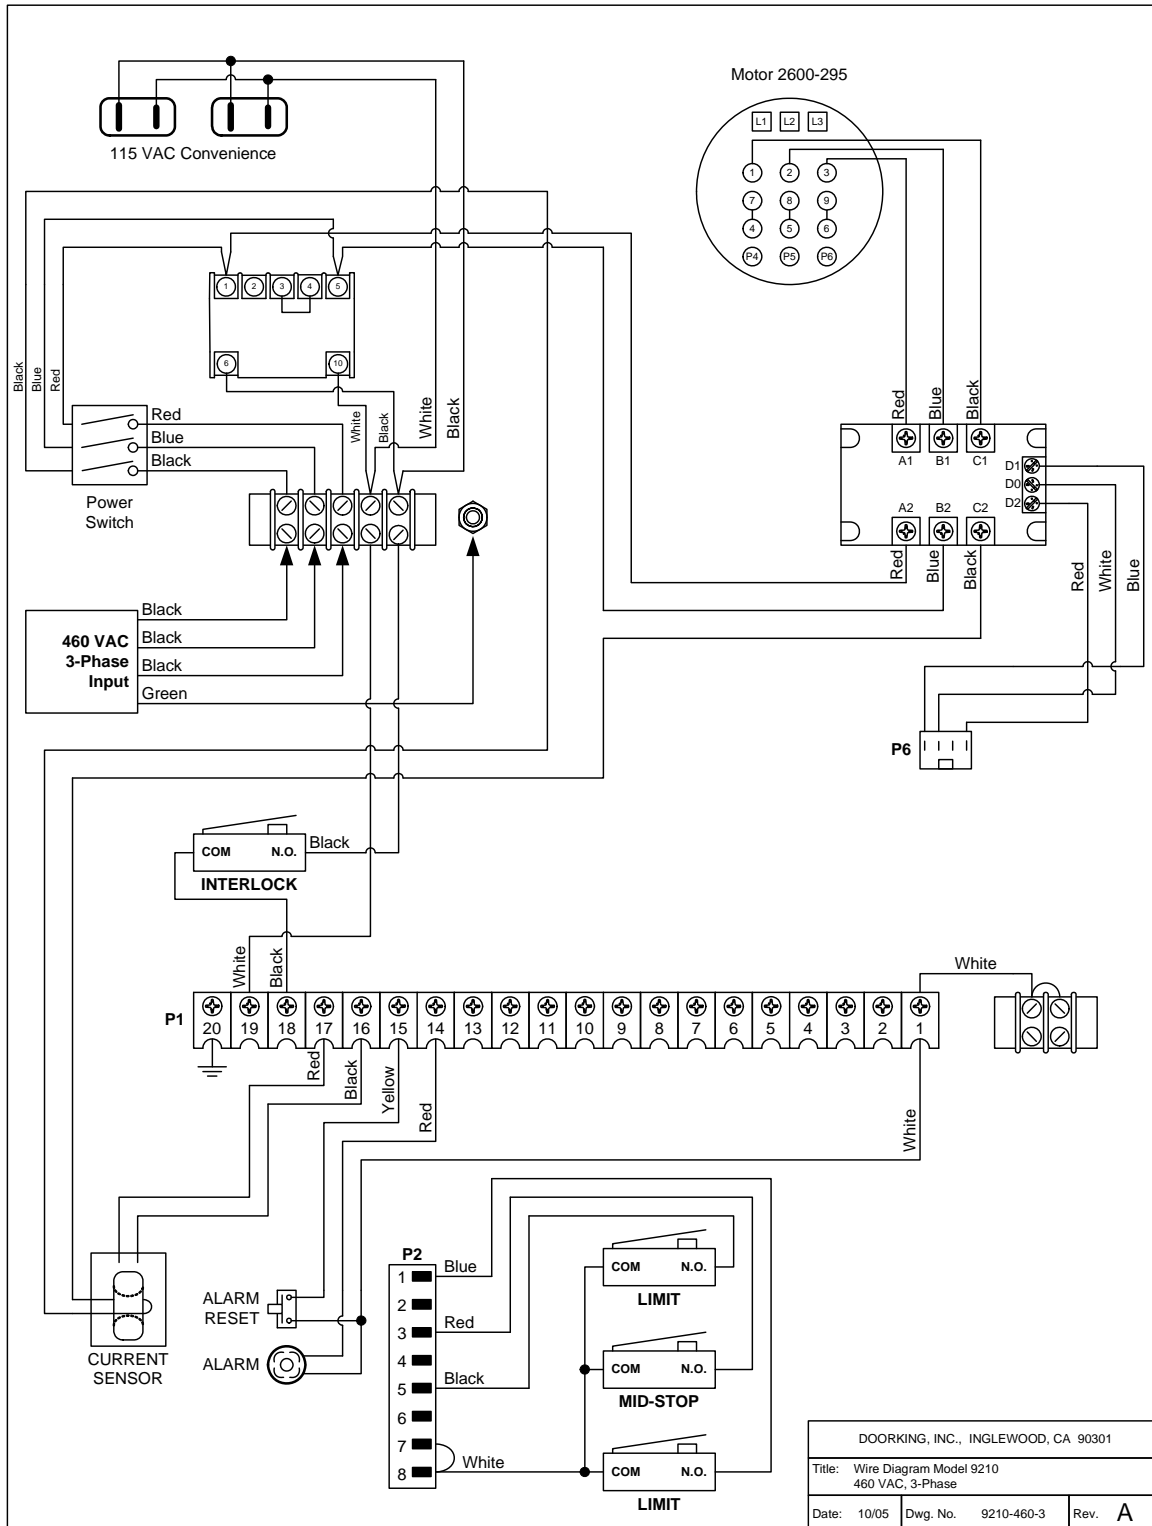 Motor 2600-295
L1 L2 L3
1 2 3
7 8 9
4 5 6
P4 P5 P6
115 VAC Convenience
1 2 3 4 5
6 10
Black
Blue
Red
White
Black
White
Black
Red
Blue
Black
Power
Switch
Red
Blue
Black
A1 B1 C1
D1
D0
D2
A2 B2 C2
Red
Blue
Black
Red
White
Blue
460 VAC
3-Phase
Input
Black
Black
Black
Green
P6
COM N.O.
Black
INTERLOCK
White
Black
White
P1
20 19 18 17 16 15 14 13 12 11 10 9 8 7 6 5 4 3 2 1
Red
Black
Yellow
Red
White
CURRENT
SENSOR
ALARM
RESET
ALARM
P2
1
2
3
4
5
6
7
8
Blue
Red
Black
White
COM N.O.
LIMIT
COM N.O.
MID-STOP
COM N.O.
LIMIT
DOORKING, INC., INGLEWOOD, CA 90301
Title: Wire Diagram Model 9210
460 VAC, 3-Phase
Date: 10/05 Dwg. No. 9210-460-3 Rev. A